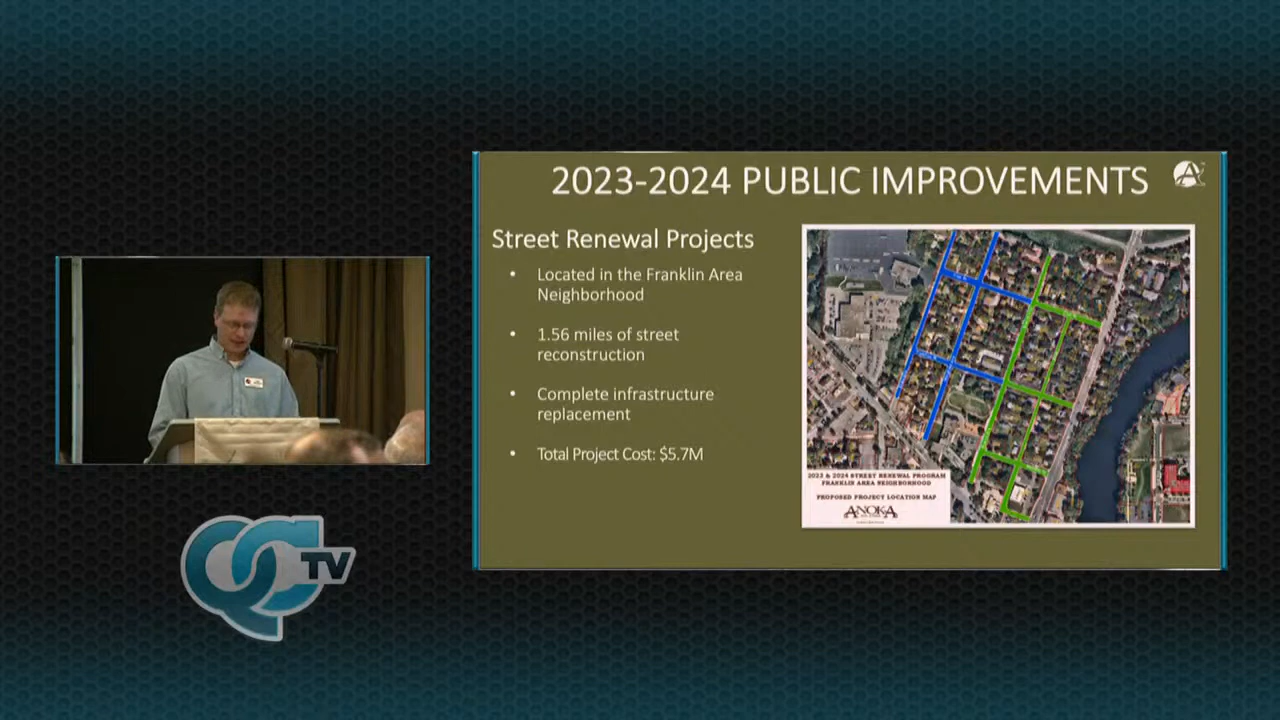 2023-2024 PUBLIC IMPROVEMENTS
Street Renewal Projects
• Located in the Franklin Area
Neighborhood
• 1.56 miles of street
reconstruction
• Complete infrastructure
replacement
• Total Project Cost: $5.7M
2023 & 2024 STREET RENEWAL PROGRAM
FRANKLIN AREA NEIGHBORHOOD
PROPOSED PROJECT LOCATION MAP
ANOKA
QC TV